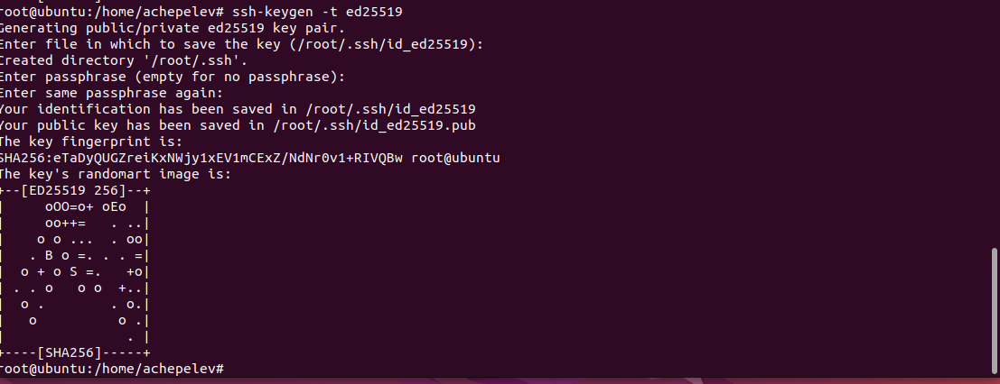 root@ubuntu:/home/achepelev# ssh-keygen -t ed25519
Generating public/private ed25519 key pair.
Enter file in which to save the key (/root/.ssh/id_ed25519):
Created directory '/root/.ssh'.
Enter passphrase (empty for no passphrase):
Enter same passphrase again:
Your identification has been saved in /root/.ssh/id_ed25519
Your public key has been saved in /root/.ssh/id_ed25519.pub
The key fingerprint is:
SHA256:eTaDyQUGZreiKxNWjy1xEV1mCExZ/NdNr0v1+RIVQBw root@ubuntu
The key's randomart image is:
+--[ED25519 256]--+
|     oOO=o+ oEo  |
|     oo++=   . ..|
|    o o ...  . oo|
|   . B o =. . . =|
|  o + o S =.   +o|
| . . o   o o  +..|
|  o .        . o.|
|   o          o .|
|               . |
+----[SHA256]-----+
root@ubuntu:/home/achepelev#